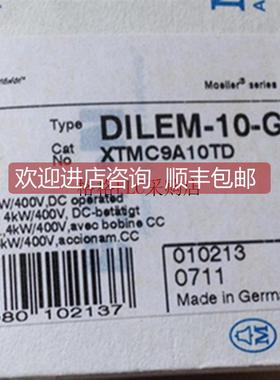 Moeller® series
Type DILEM-10-G
Cat No XTMC9A10TD
欢迎进店咨询 顺丰包邮
kW/400V, DC operated
4kW/400V, DC-betätigt
4kW/400V, avec bobine CC
kW/400V, accionam. CC
010213
0711
Made in Germa
80 102137